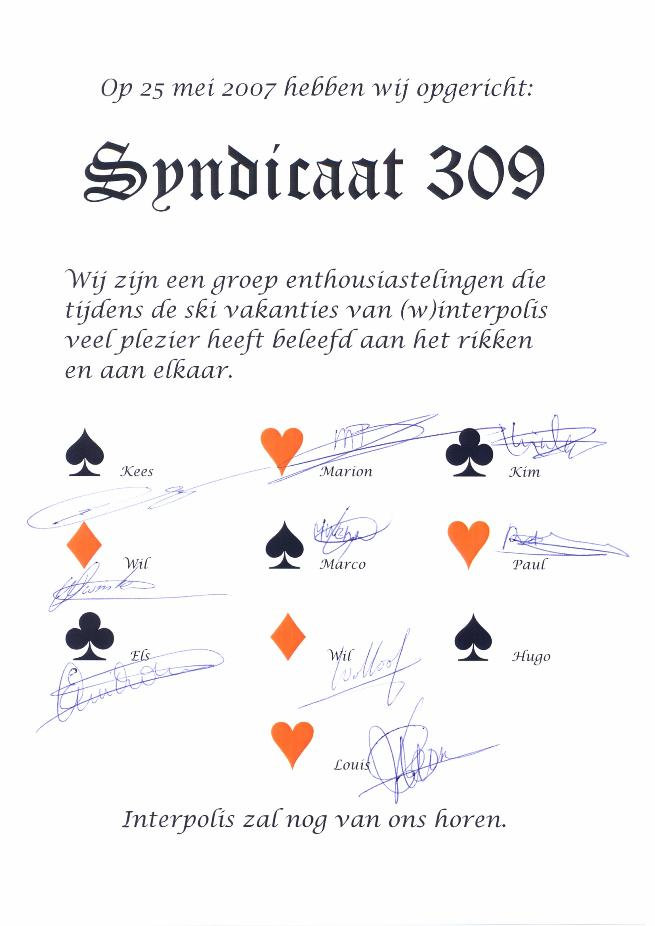 Op 25 mei 2007 hebben wij opgericht:
Syndicaat 309
Wij zijn een groep enthousiastelingen die
tijdens de ski vakanties van (w)interpolis
veel plezier heeft beleefd aan het rikken
en aan elkaar.
Kees Marion Kim
Wil Marco Paul
Els Wil Hugo
Louis
Interpolis zal nog van ons horen.